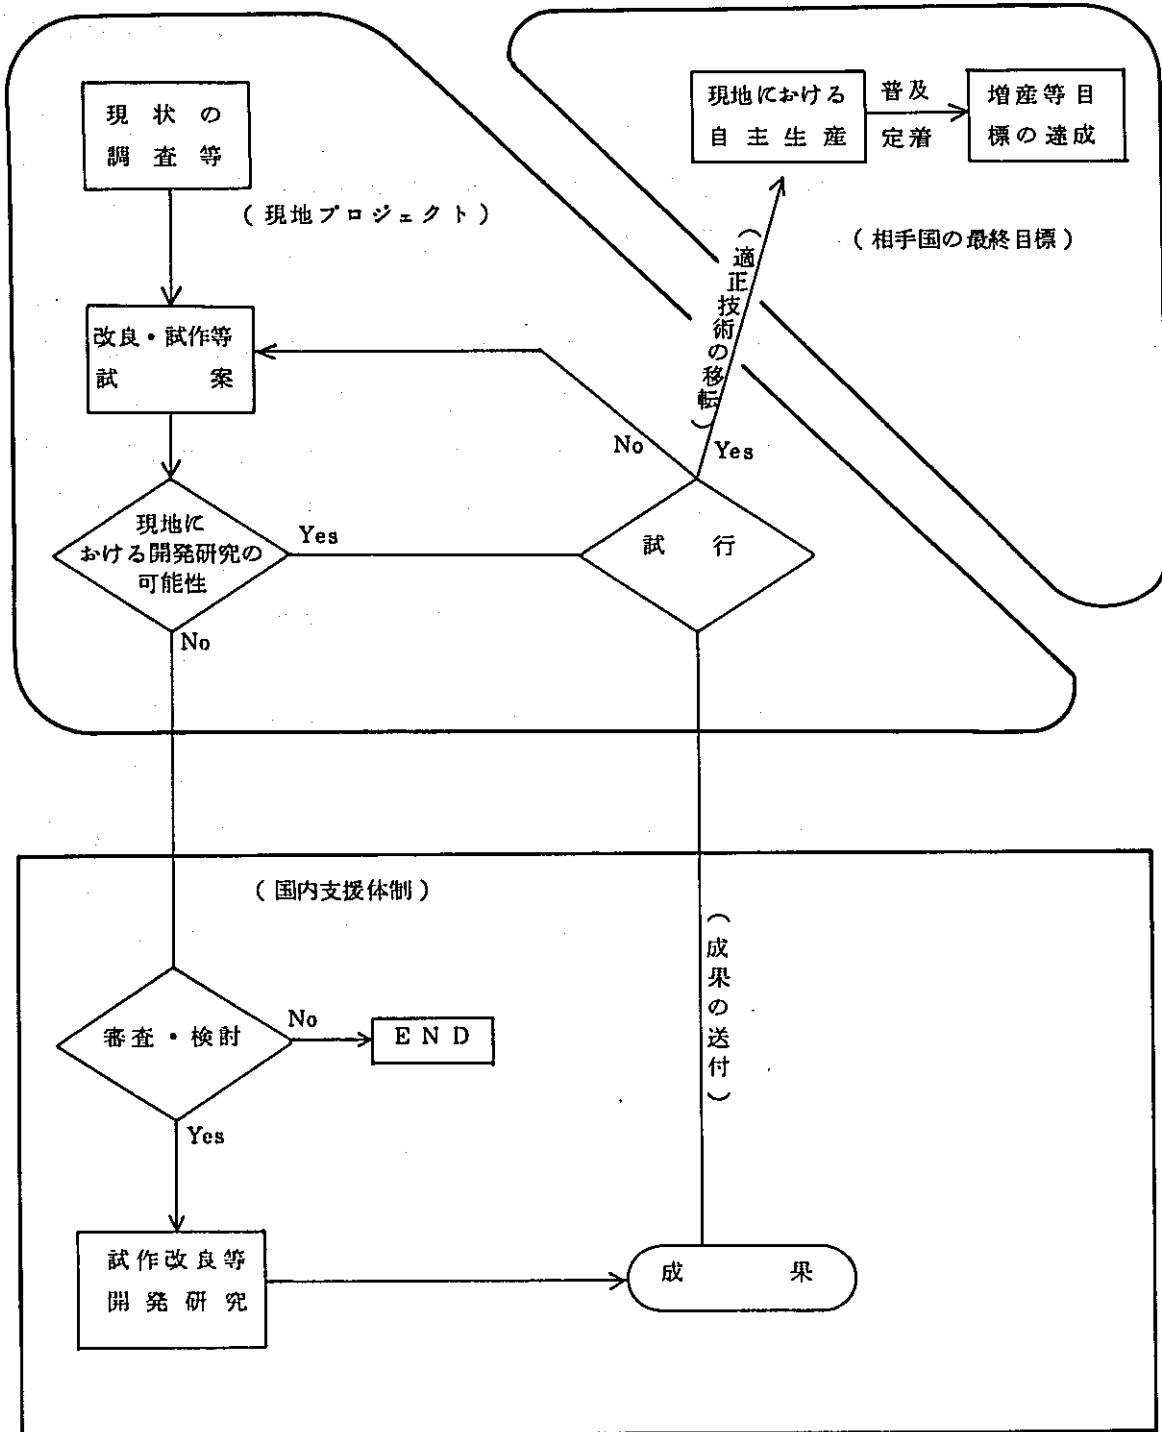 現状の
調査等
(現地プロジェクト)
現地における
自主生産
普及
定着
増産等目
標の達成
(相手国の最終目標)
(適正技術の移転)
改良・試作等
試案
No
Yes
現地に
おける開発研究の
可能性
Yes
No
試行
(国内支援体制)
審査・検討
No
END
Yes
(成果の送付)
試作改良等
開発研究
成果